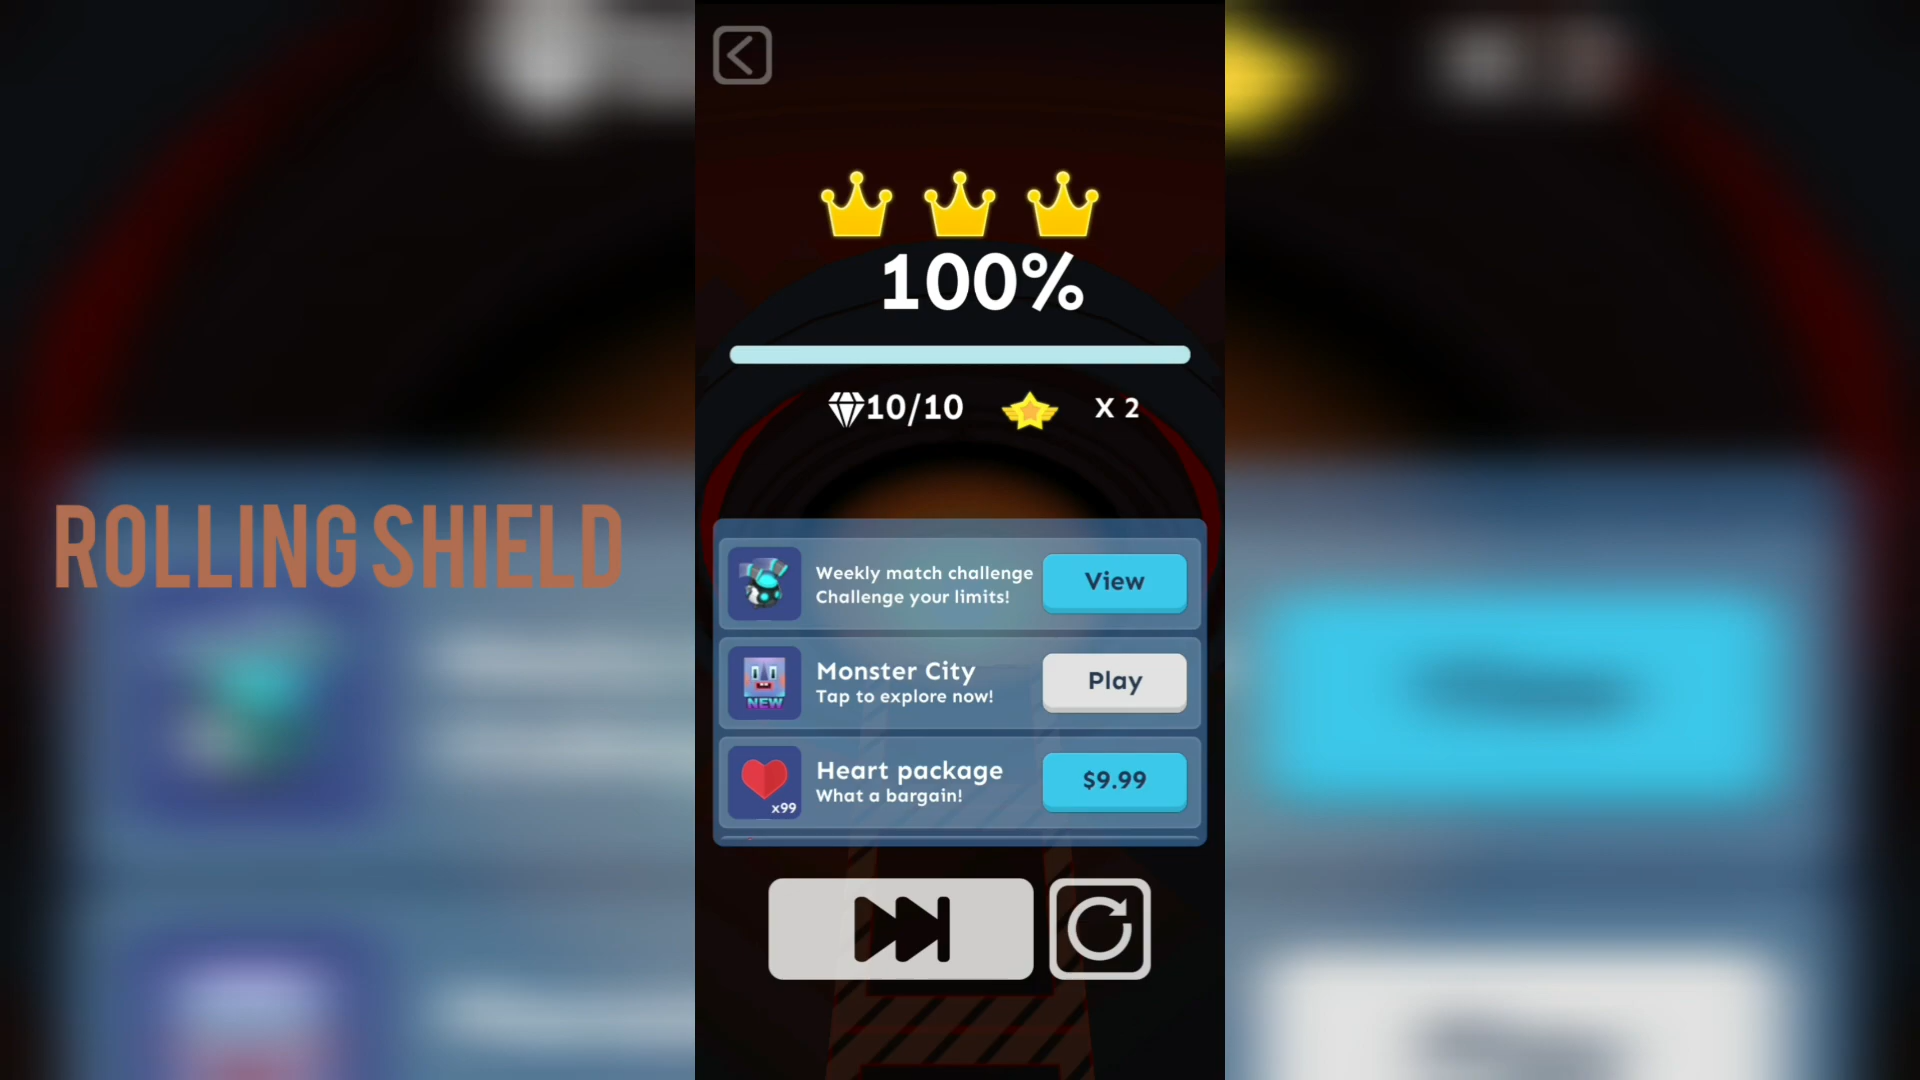 100%
10/10
X 2
ROLLING SHIELD
Weekly match challenge
Challenge your limits!
View
Monster City
Tap to explore now!
Play
NEW
Heart package
What a bargain!
$9.99
x99